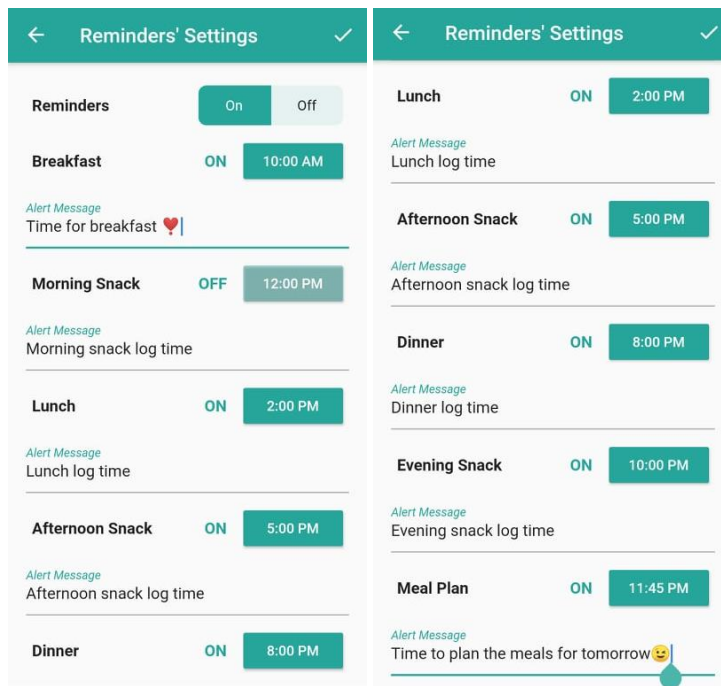 Reminders' Settings
Reminders On Off
Breakfast ON 10:00 AM
Alert Message
Time for breakfast ❣️
Morning Snack OFF 12:00 PM
Alert Message
Morning snack log time
Lunch ON 2:00 PM
Alert Message
Lunch log time
Afternoon Snack ON 5:00 PM
Alert Message
Afternoon snack log time
Dinner ON 8:00 PM
Reminders' Settings
Lunch ON 2:00 PM
Alert Message
Lunch log time
Afternoon Snack ON 5:00 PM
Alert Message
Afternoon snack log time
Dinner ON 8:00 PM
Alert Message
Dinner log time
Evening Snack ON 10:00 PM
Alert Message
Evening snack log time
Meal Plan ON 11:45 PM
Alert Message
Time to plan the meals for tomorrow😉